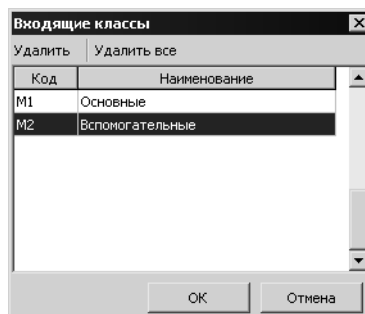 Входящие классы
Удалить Удалить все
Код Наименование
М1 Основные
М2 Вспомогательные
ОК Отмена